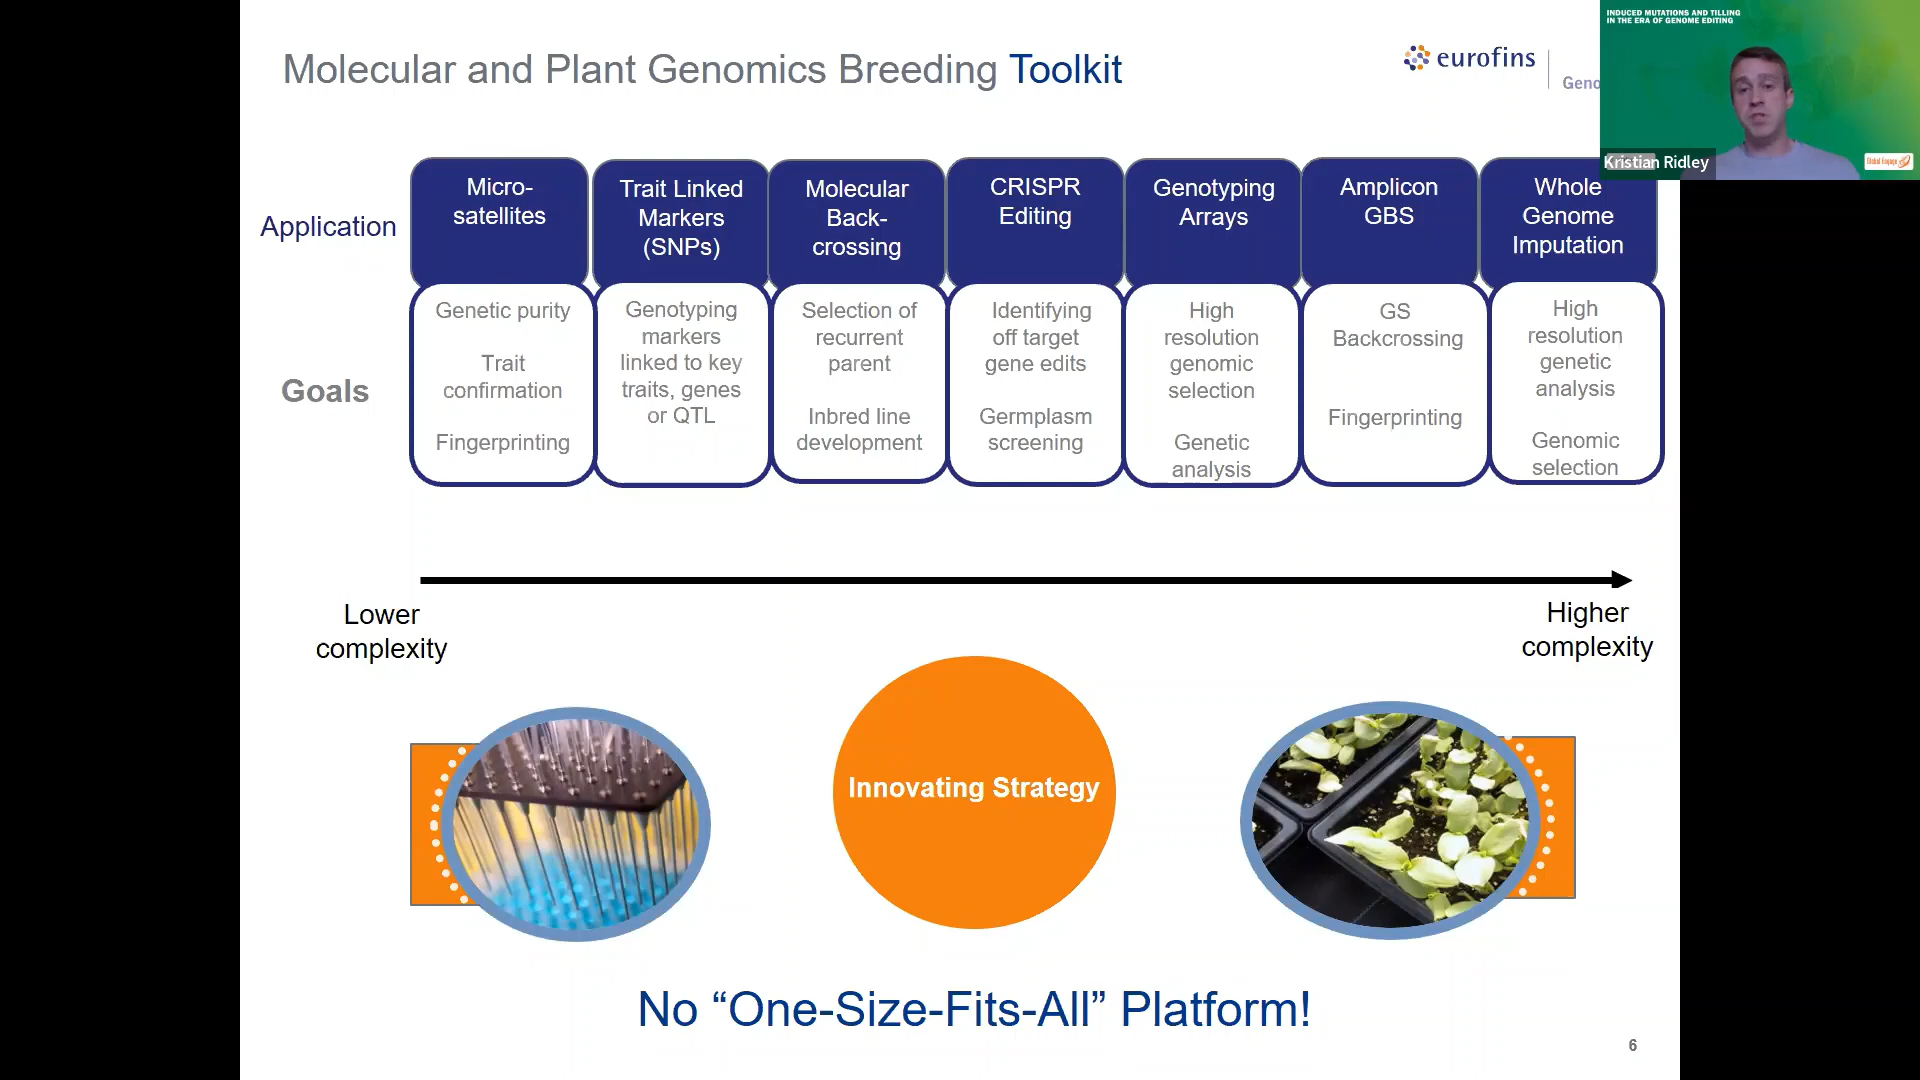 INDUCED MUTATIONS AND TILLING
IN THE ERA OF GENOME EDITING
Molecular and Plant Genomics Breeding Toolkit
eurofins
Geno
Kristian Ridley
Global Engage
Application
Micro-
satellites
Trait Linked
Markers
(SNPs)
Molecular
Back-
crossing
CRISPR
Editing
Genotyping
Arrays
Amplicon
GBS
Whole
Genome
Imputation
Goals
Genetic purity
Trait
confirmation
Fingerprinting
Genotyping
markers
linked to key
traits, genes
or QTL
Selection of
recurrent
parent
Inbred line
development
Identifying
off target
gene edits
Germplasm
screening
High
resolution
genomic
selection
Genetic
analysis
GS
Backcrossing
Fingerprinting
High
resolution
genetic
analysis
Genomic
selection
Lower
complexity
Higher
complexity
Innovating Strategy
No “One-Size-Fits-All” Platform!
6